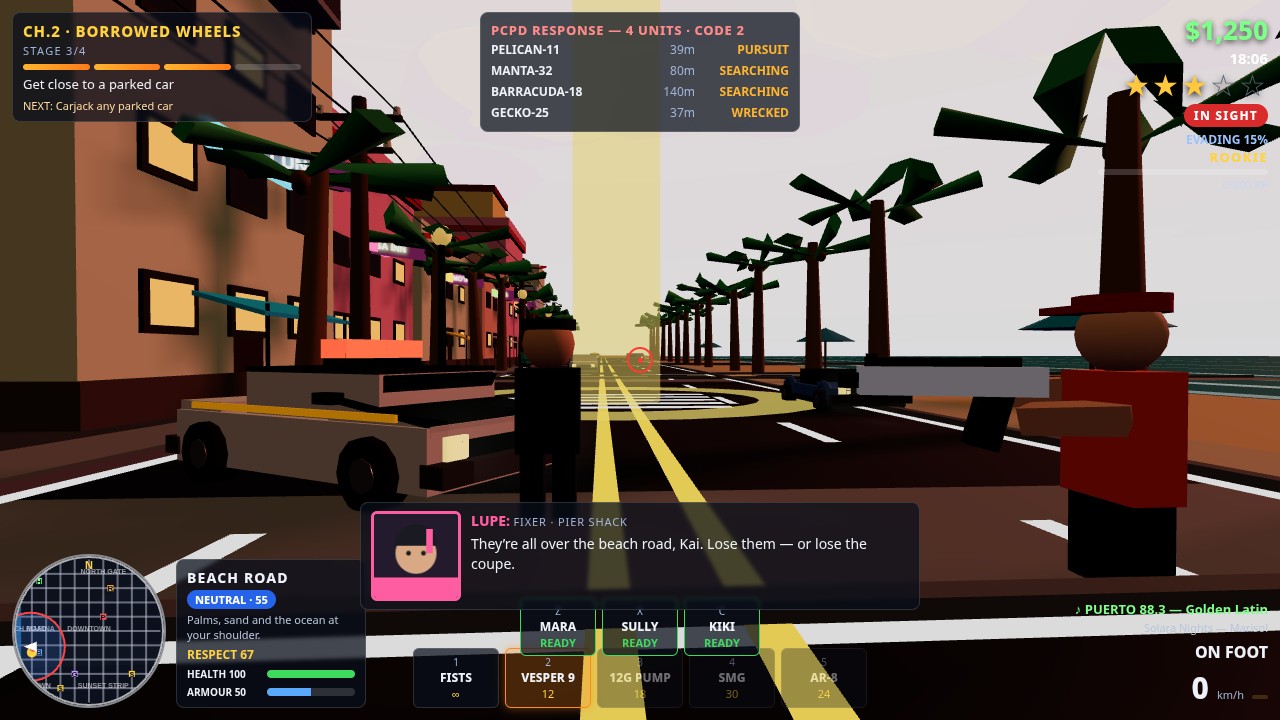 CH.2 · BORROWED WHEELS
STAGE 3/4
Get close to a parked car
NEXT: Carjack any parked car
PCPD RESPONSE — 4 UNITS · CODE 2
PELICAN-11 39m PURSUIT
MANTA-32 80m SEARCHING
BARRACUDA-18 140m SEARCHING
GECKO-25 37m WRECKED
$1,250
18:06
IN SIGHT
EVADING 15%
ROOKIE
LUPE: FIXER · PIER SHACK
They're all over the beach road, Kai. Lose them — or lose the
coupe.
N
NORTH GATE
DOWNTOWN
SUNSET STRIP
BEACH ROAD
NEUTRAL · 55
Palms, sand and the ocean at
your shoulder.
RESPECT 67
HEALTH 100
ARMOUR 50
Z
MARA
READY
X
SULLY
READY
C
KIKI
READY
1
FISTS
∞
2
VESPER 9
12
3
12G PUMP
18
4
SMG
30
5
AR-8
24
♪ PUERTO 88.3 — Golden Latin
Solara Nights — Marisol
ON FOOT
0 km/h